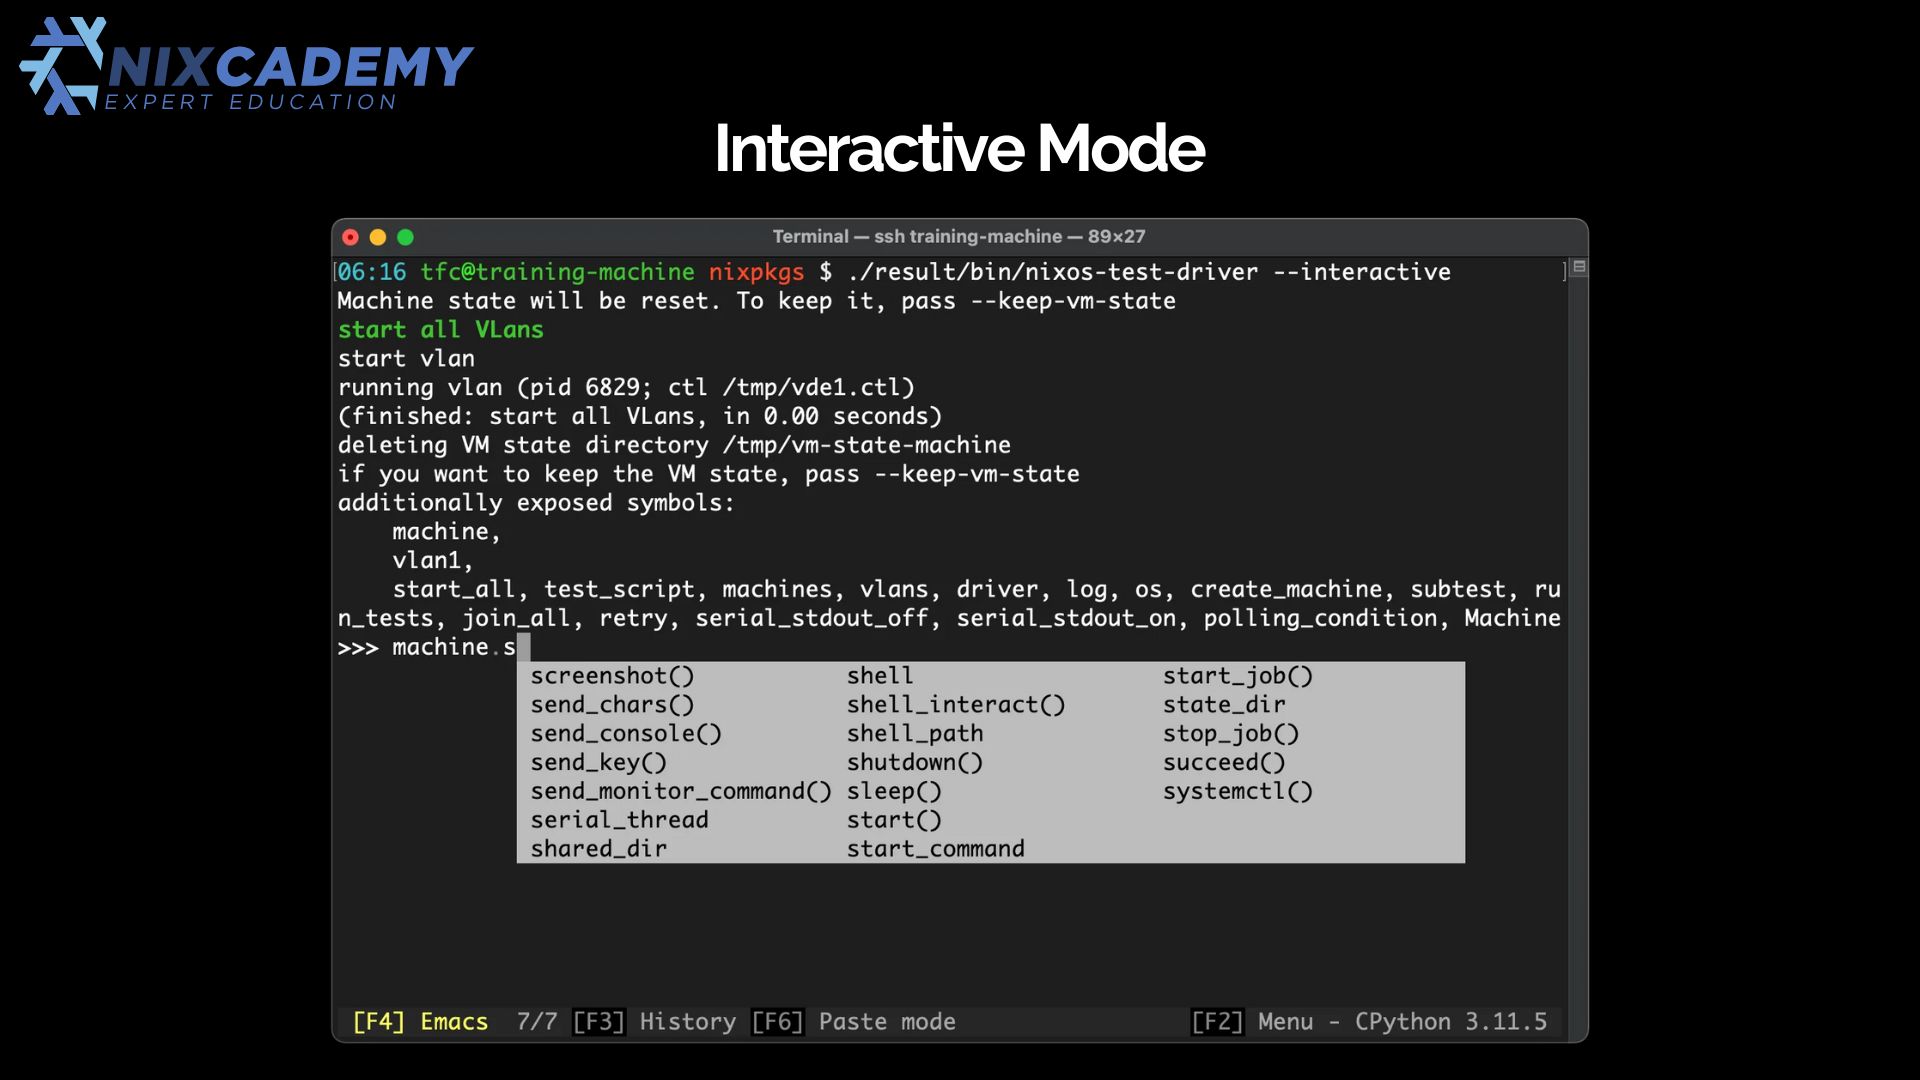 NIXCADEMY
EXPERT EDUCATION
Interactive Mode
Terminal — ssh training-machine — 89×27
[06:16 tfc@training-machine nixpkgs $ ./result/bin/nixos-test-driver --interactive ]
Machine state will be reset. To keep it, pass --keep-vm-state
start all VLans
start vlan
running vlan (pid 6829; ctl /tmp/vde1.ctl)
(finished: start all VLans, in 0.00 seconds)
deleting VM state directory /tmp/vm-state-machine
if you want to keep the VM state, pass --keep-vm-state
additionally exposed symbols:
    machine,
    vlan1,
    start_all, test_script, machines, vlans, driver, log, os, create_machine, subtest, ru
n_tests, join_all, retry, serial_stdout_off, serial_stdout_on, polling_condition, Machine
>>> machine.s
screenshot() shell start_job()
send_chars() shell_interact() state_dir
send_console() shell_path stop_job()
send_key() shutdown() succeed()
send_monitor_command() sleep() systemctl()
serial_thread start()
shared_dir start_command
[F4] Emacs 7/7 [F3] History [F6] Paste mode [F2] Menu - CPython 3.11.5